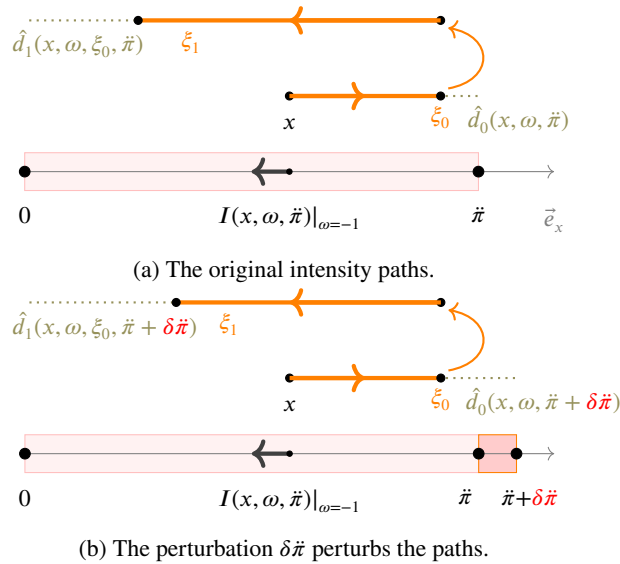 d̂₁(x, ω, ξ₀, π̈) ξ₁
x ξ₀ d̂₀(x, ω, π̈)
0 I(x, ω, π̈)|ω=−1 π̈ e⃗ₓ
(a) The original intensity paths.
d̂₁(x, ω, ξ₀, π̈ + δπ̈) ξ₁
x ξ₀ d̂₀(x, ω, π̈ + δπ̈)
0 I(x, ω, π̈)|ω=−1 π̈ π̈+δπ̈
(b) The perturbation δπ̈ perturbs the paths.